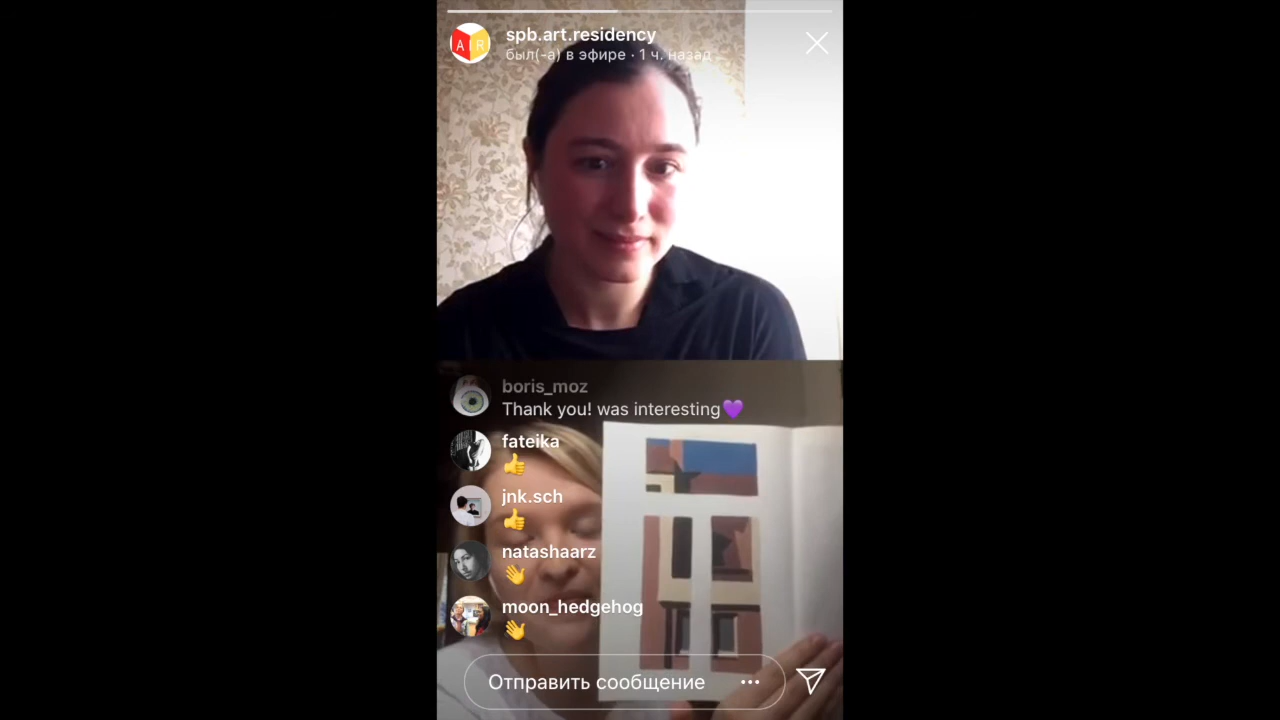 A R
spb.art.residency
был(-а) в эфире · 1 ч. назад
boris_moz
Thank you! was interesting💜
fateika
👍
jnk.sch
👍
natashaarz
👋
moon_hedgehog
👋
Отправить сообщение